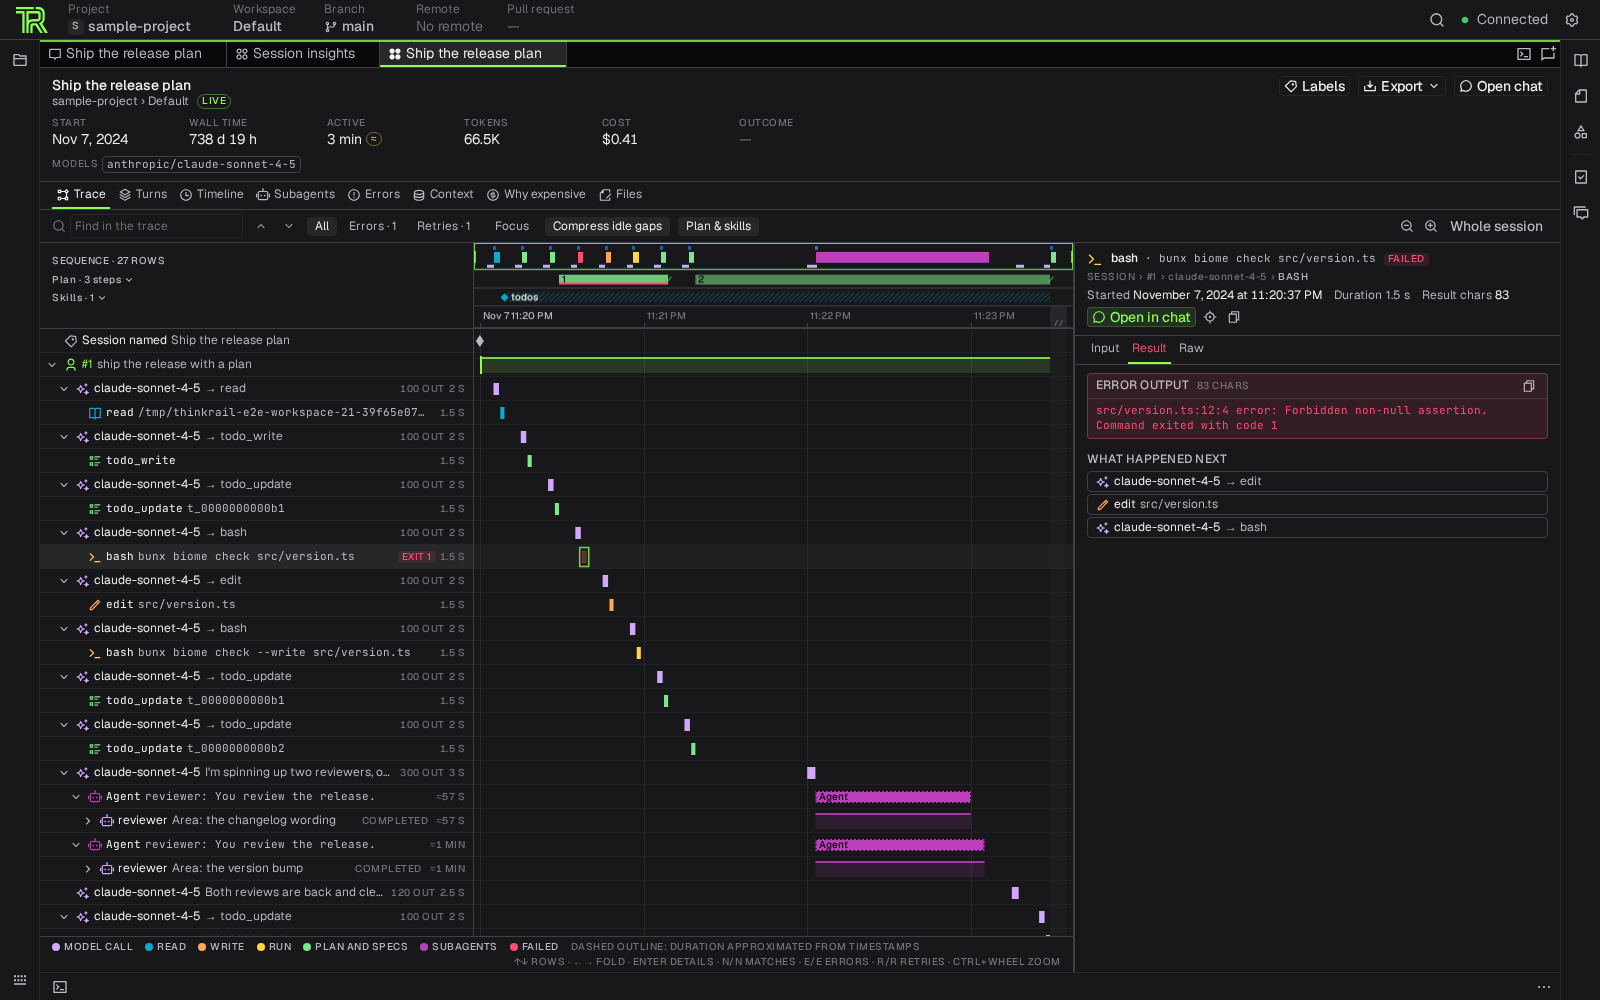 Project
S sample-project
Workspace
Default
Branch
main
Remote
No remote
Pull request
—
Connected
Ship the release plan
Session insights
Ship the release plan
Ship the release plan
sample-project › Default LIVE
Labels
Export
Open chat
START
Nov 7, 2024
WALL TIME
738 d 19 h
ACTIVE
3 min ≈
TOKENS
66.5K
COST
$0.41
OUTCOME
—
MODELS anthropic/claude-sonnet-4-5
Trace
Turns
Timeline
Subagents
Errors
Context
Why expensive
Files
Find in the trace
All
Errors · 1
Retries · 1
Focus
Compress idle gaps
Plan & skills
Whole session
SEQUENCE · 27 ROWS
Plan · 3 steps
Skills · 1
1
2
todos
Nov 7 11:20 PM
11:21 PM
11:22 PM
11:23 PM
//
Session named Ship the release plan
#1 ship the release with a plan
claude-sonnet-4-5 → read 100 OUT 2 S
read /tmp/thinkrail-e2e-workspace-21-39f65e07… 1.5 S
claude-sonnet-4-5 → todo_write 100 OUT 2 S
todo_write 1.5 S
claude-sonnet-4-5 → todo_update 100 OUT 2 S
todo_update t_0000000000b1 1.5 S
claude-sonnet-4-5 → bash 100 OUT 2 S
bash bunx biome check src/version.ts EXIT 1 1.5 S
claude-sonnet-4-5 → edit 100 OUT 2 S
edit src/version.ts 1.5 S
claude-sonnet-4-5 → bash 100 OUT 2 S
bash bunx biome check --write src/version.ts 1.5 S
claude-sonnet-4-5 → todo_update 100 OUT 2 S
todo_update t_0000000000b1 1.5 S
claude-sonnet-4-5 → todo_update 100 OUT 2 S
todo_update t_0000000000b2 1.5 S
claude-sonnet-4-5 I'm spinning up two reviewers, o… 300 OUT 3 S
Agent reviewer: You review the release. ≈57 S
Agent
reviewer Area: the changelog wording COMPLETED ≈57 S
Agent reviewer: You review the release. ≈1 MIN
Agent
reviewer Area: the version bump COMPLETED ≈1 MIN
claude-sonnet-4-5 Both reviews are back and cle… 120 OUT 2.5 S
claude-sonnet-4-5 → todo_update 100 OUT 2 S
bash · bunx biome check src/version.ts FAILED
SESSION › #1 › claude-sonnet-4-5 › BASH
Started November 7, 2024 at 11:20:37 PM Duration 1.5 s Result chars 83
Open in chat
Input
Result
Raw
ERROR OUTPUT 83 CHARS
src/version.ts:12:4 error: Forbidden non-null assertion.
Command exited with code 1
WHAT HAPPENED NEXT
claude-sonnet-4-5 → edit
edit src/version.ts
claude-sonnet-4-5 → bash
MODEL CALL READ WRITE RUN PLAN AND SPECS SUBAGENTS FAILED DASHED OUTLINE: DURATION APPROXIMATED FROM TIMESTAMPS
↑↓ ROWS · ← → FOLD · ENTER DETAILS · N/N MATCHES · E/E ERRORS · R/R RETRIES · CTRL+WHEEL ZOOM